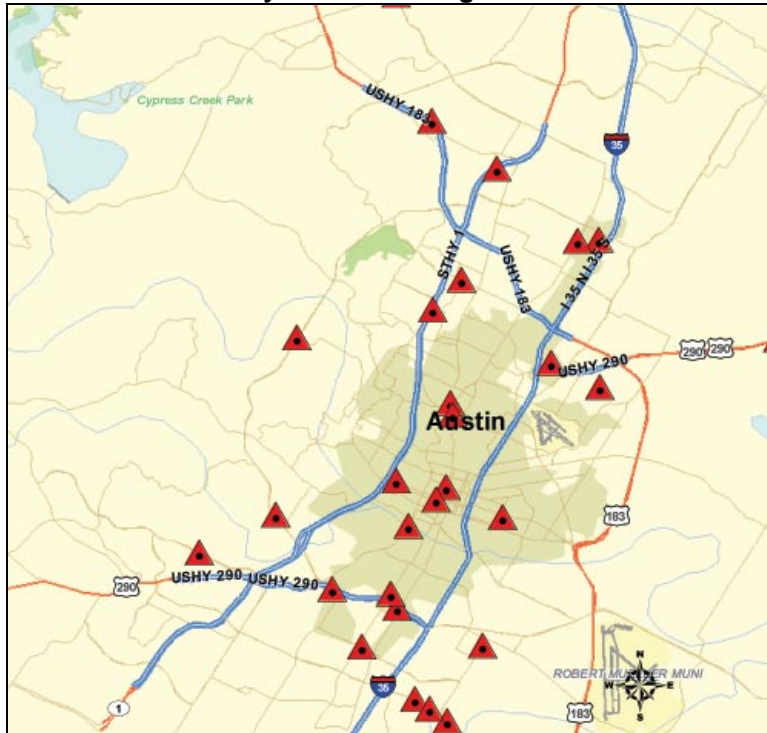 Cypress Creek Park
USHY 183
35
STHY 1
USHY 183
I 35 N I 35 S
290 290
USHY 290
Austin
183
USHY 290 USHY 290
290
ROBERT MUELLER MUNI
N
W E
S
35
183
1